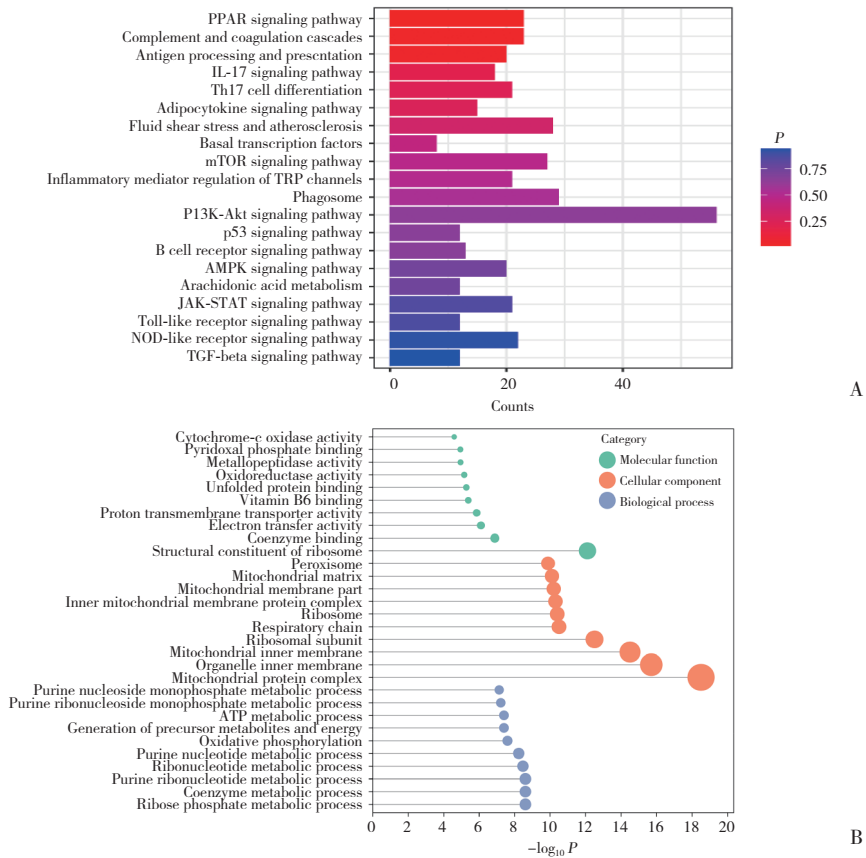 PPAR signaling pathway
Complement and coagulation cascades
Antigen processing and prescntation
IL-17 signaling pathway
Th17 cell differentiation
Adipocytokine signaling pathway
Fluid shear stress and atherosclerosis
Basal transcription factors
mTOR signaling pathway
Inflammatory mediator regulation of TRP channels
Phagosome
P13K-Akt signaling pathway
p53 signaling pathway
B cell receptor signaling pathway
AMPK signaling pathway
Arachidonic acid metabolism
JAK-STAT signaling pathway
Toll-like receptor signaling pathway
NOD-like receptor signaling pathway
TGF-beta signaling pathway
0 20 40
Counts
P
0.75
0.50
0.25
A
Cytochrome-c oxidase activity
Pyridoxal phosphate binding
Metallopeptidase activity
Oxidoreductase activity
Unfolded protein binding
Vitamin B6 binding
Proton transmembrane transporter activity
Electron transfer activity
Coenzyme binding
Structural constituent of ribosome
Peroxisome
Mitochondrial matrix
Mitochondrial membrane part
Inner mitochondrial membrane protein complex
Ribosome
Respiratory chain
Ribosomal subunit
Mitochondrial inner membrane
Organelle inner membrane
Mitochondrial protein complex
Purine nucleoside monophosphate metabolic process
Purine ribonucleoside monophosphate metabolic process
ATP metabolic process
Generation of precursor metabolites and energy
Oxidative phosphorylation
Purine nucleotide metabolic process
Ribonucleotide metabolic process
Purine ribonucleotide metabolic process
Coenzyme metabolic process
Ribose phosphate metabolic process
Category
Molecular function
Cellular component
Biological process
0 2 4 6 8 10 12 14 16 18 20
−log₁₀ P
B